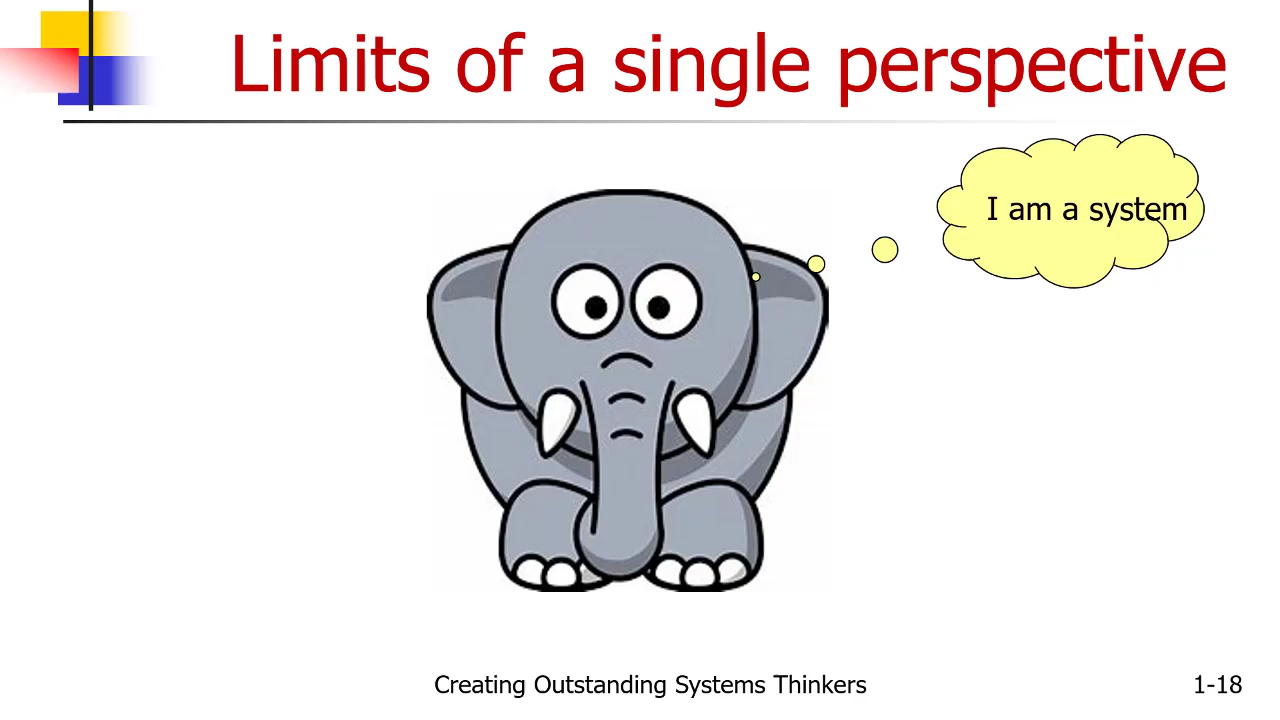 Limits of a single perspective
I am a system
Creating Outstanding Systems Thinkers
1-18